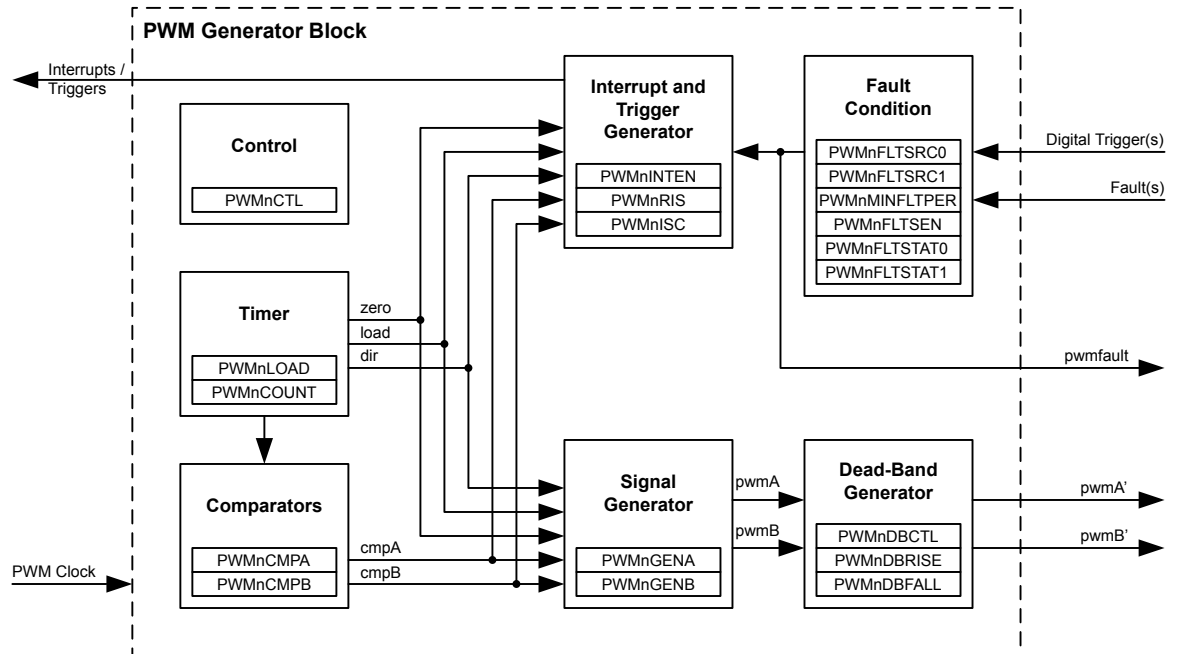 PWM Generator Block
Interrupts /
Triggers
Control
PWMnCTL
Interrupt and
Trigger
Generator
PWMnINTEN
PWMnRIS
PWMnISC
Fault
Condition
PWMnFLTSRC0
PWMnFLTSRC1
PWMnMINFLTPER
PWMnFLTSEN
PWMnFLTSTAT0
PWMnFLTSTAT1
Digital Trigger(s)
Fault(s)
Timer
PWMnLOAD
PWMnCOUNT
zero
load
dir
pwmfault
Comparators
PWMnCMPA
PWMnCMPB
cmpA
cmpB
PWM Clock
Signal
Generator
PWMnGENA
PWMnGENB
pwmA
pwmB
Dead-Band
Generator
PWMnDBCTL
PWMnDBRISE
PWMnDBFALL
pwmA’
pwmB’